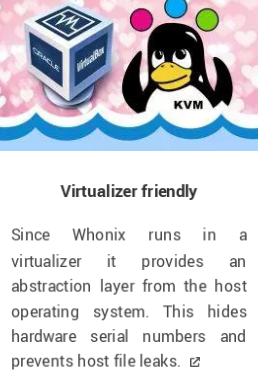 ORACLE
VirtualBox
KVM
Virtualizer friendly
Since Whonix runs in a
virtualizer it provides an
abstraction layer from the host
operating system. This hides
hardware serial numbers and
prevents host file leaks.